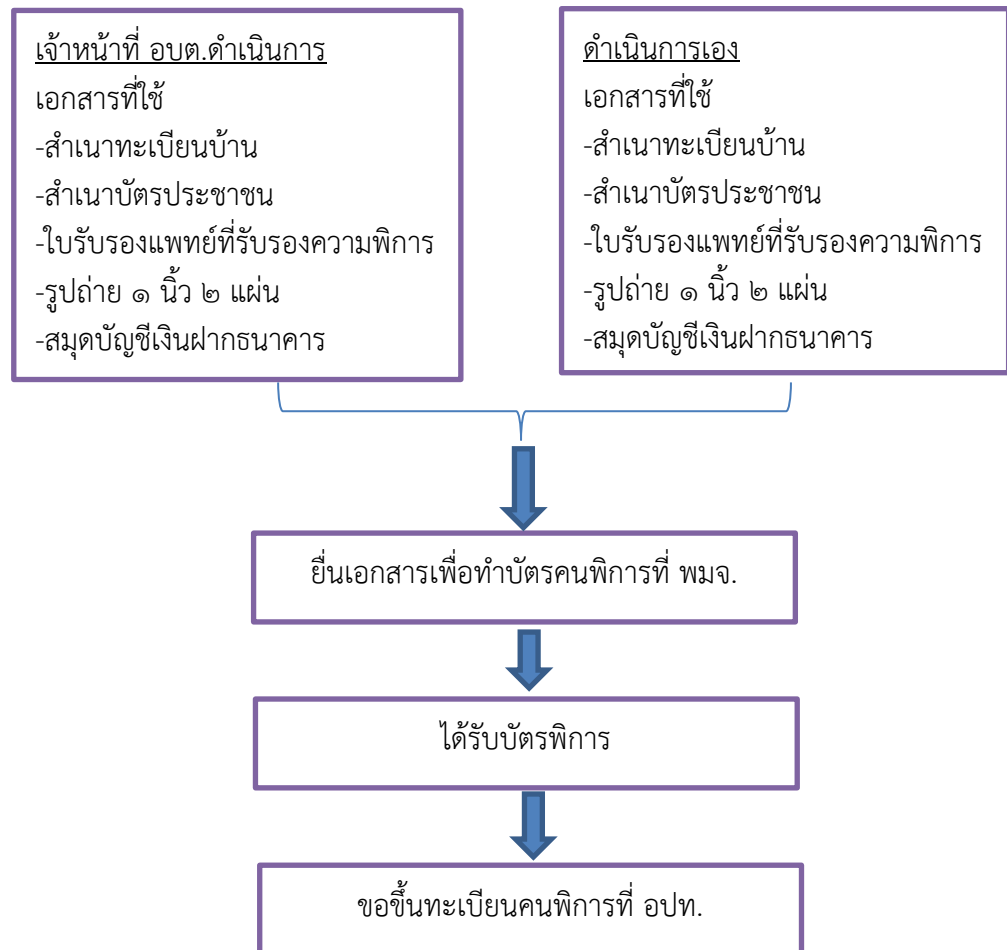 เจ้าหน้าที่ อบต.ดำเนินการ
เอกสารที่ใช้
-สำเนาทะเบียนบ้าน
-สำเนาบัตรประชาชน
-ใบรับรองแพทย์ที่รับรองความพิการ
-รูปถ่าย ๑ นิ้ว ๒ แผ่น
-สมุดบัญชีเงินฝากธนาคาร
ดำเนินการเอง
เอกสารที่ใช้
-สำเนาทะเบียนบ้าน
-สำเนาบัตรประชาชน
-ใบรับรองแพทย์ที่รับรองความพิการ
-รูปถ่าย ๑ นิ้ว ๒ แผ่น
-สมุดบัญชีเงินฝากธนาคาร
ยื่นเอกสารเพื่อทำบัตรคนพิการที่ พมจ.
ได้รับบัตรพิการ
ขอขึ้นทะเบียนคนพิการที่ อปท.